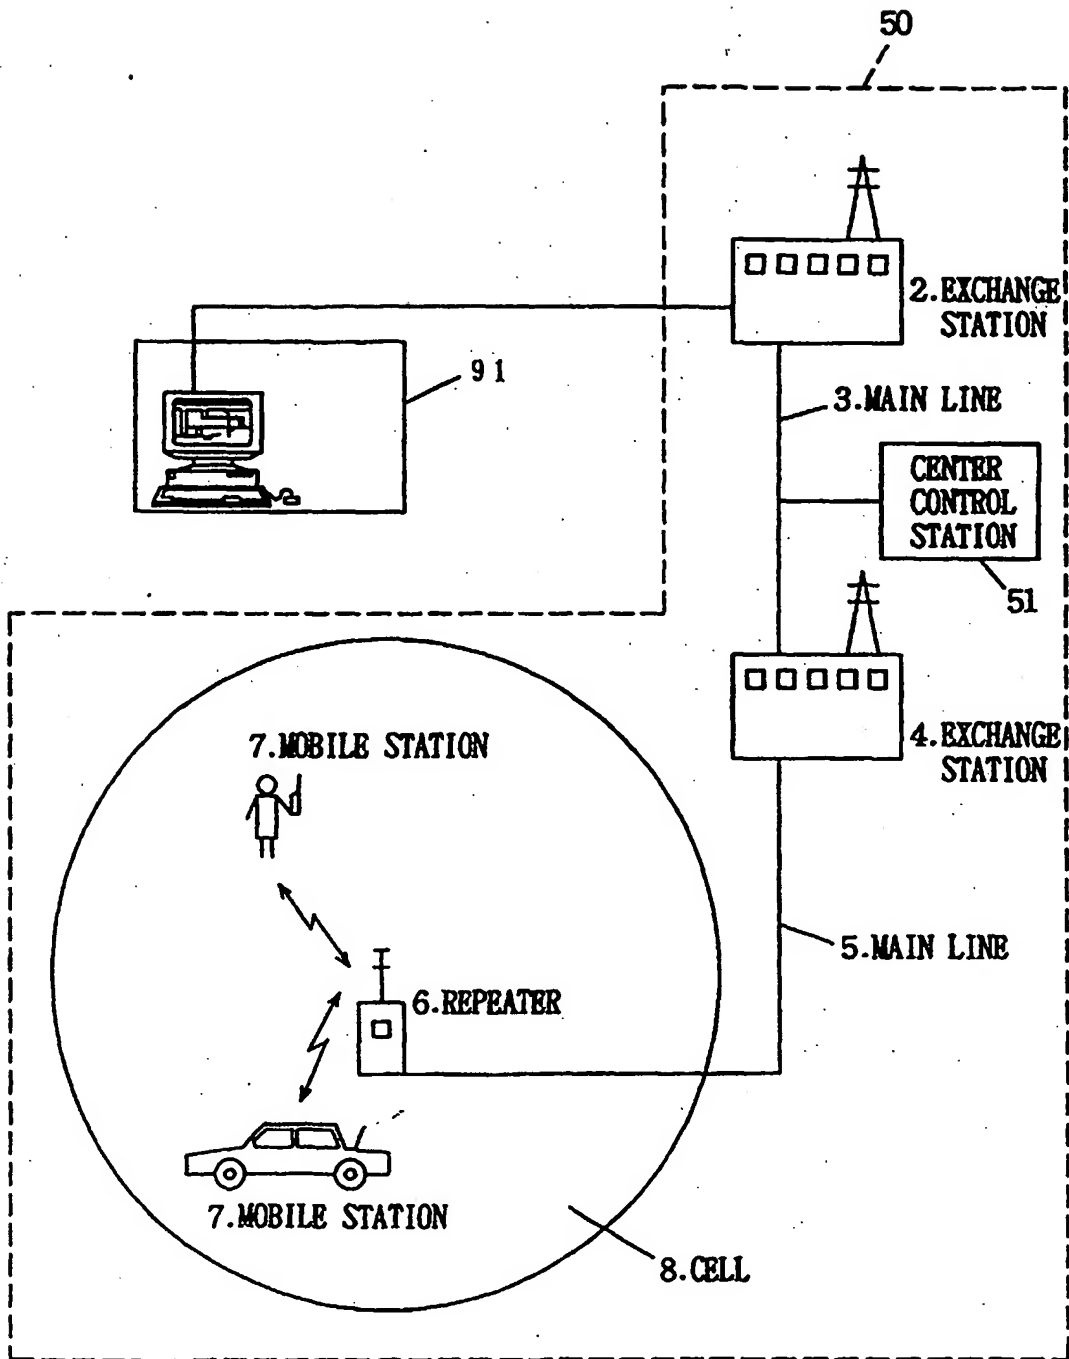 50
2.EXCHANGE
STATION
91
3.MAIN LINE
CENTER
CONTROL
STATION
51
4.EXCHANGE
STATION
7.MOBILE STATION
5.MAIN LINE
6.REPEATER
7.MOBILE STATION
8.CELL